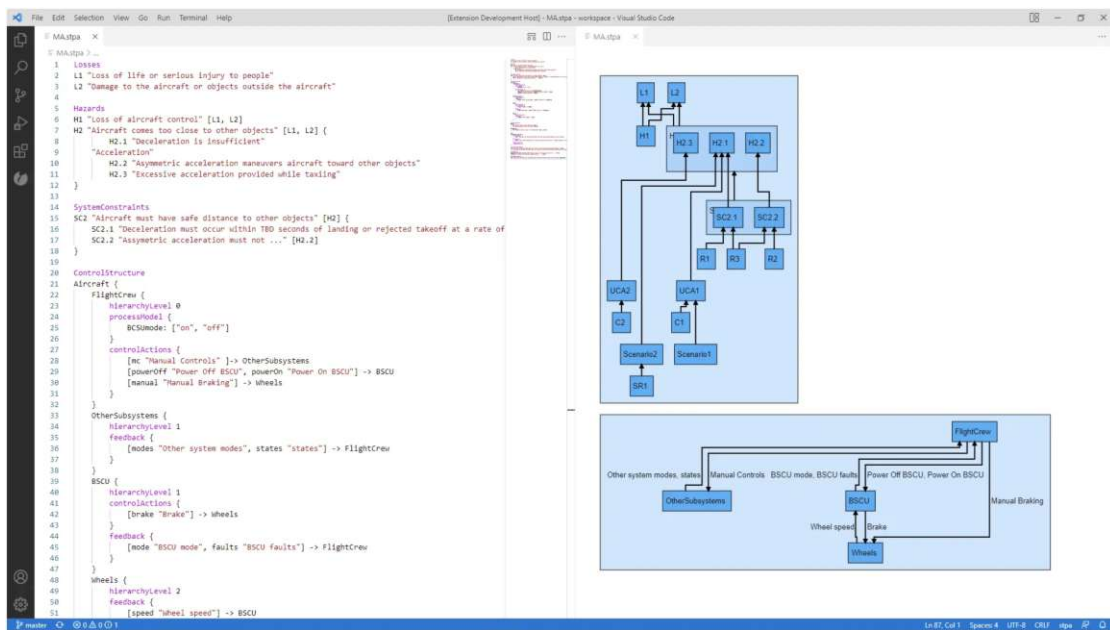 File Edit Selection View Go Run Terminal Help
[Extension Development Host] - MA.stpa - workspace - Visual Studio Code
MA.stpa ×
MA.stpa > ...
1 Losses
2 L1 "Loss of life or serious injury to people"
3 L2 "Damage to the aircraft or objects outside the aircraft"
4
5 Hazards
6 H1 "Loss of aircraft control" [L1, L2]
7 H2 "Aircraft comes too close to other objects" [L1, L2] {
8 H2.1 "Deceleration is insufficient"
9 "Acceleration"
10 H2.2 "Asymmetric acceleration maneuvers aircraft toward other objects"
11 H2.3 "Excessive acceleration provided while taxiing"
12 }
13
14 SystemConstraints
15 SC2 "Aircraft must have safe distance to other objects" [H2] {
16 SC2.1 "Deceleration must occur within TBD seconds of landing or rejected takeoff at a rate of
17 SC2.2 "Assymetric acceleration must not ..." [H2.2]
18 }
19
20 ControlStructure
21 Aircraft {
22 FlightCrew {
23 hierarchyLevel 0
24 processModel {
25 BCSUmode: ["on", "off"]
26 }
27 controlActions {
28 [mc "Manual Controls" ]-> OtherSubsystems
29 [powerOff "Power Off BSCU", powerOn "Power On BSCU"] -> BSCU
30 [manual "Manual Braking"] -> Wheels
31 }
32 }
33 OtherSubsystems {
34 hierarchyLevel 1
35 feedback {
36 [modes "Other system modes", states "states"] -> FlightCrew
37 }
38 }
39 BSCU {
40 hierarchyLevel 1
41 controlActions {
42 [brake "Brake"] -> Wheels
43 }
44 feedback {
45 [mode "BSCU mode", faults "BSCU faults"] -> FlightCrew
46 }
47 }
48 Wheels {
49 hierarchyLevel 2
50 feedback {
51 [speed "Wheel speed"] -> BSCU
MA.stpa ×
L1 L2
H1
H2.3 H2.1 H2.2
SC2.1 SC2.2
R1 R3 R2
UCA2 UCA1
C2 C1
Scenario2 Scenario1
SR1
FlightCrew
Other system modes, states Manual Controls BSCU mode, BSCU faults Power Off BSCU, Power On BSCU
OtherSubsystems BSCU Manual Braking
Wheel speed Brake
Wheels
master 0 0 1
Ln 87, Col 1 Spaces: 4 UTF-8 CRLF stpa